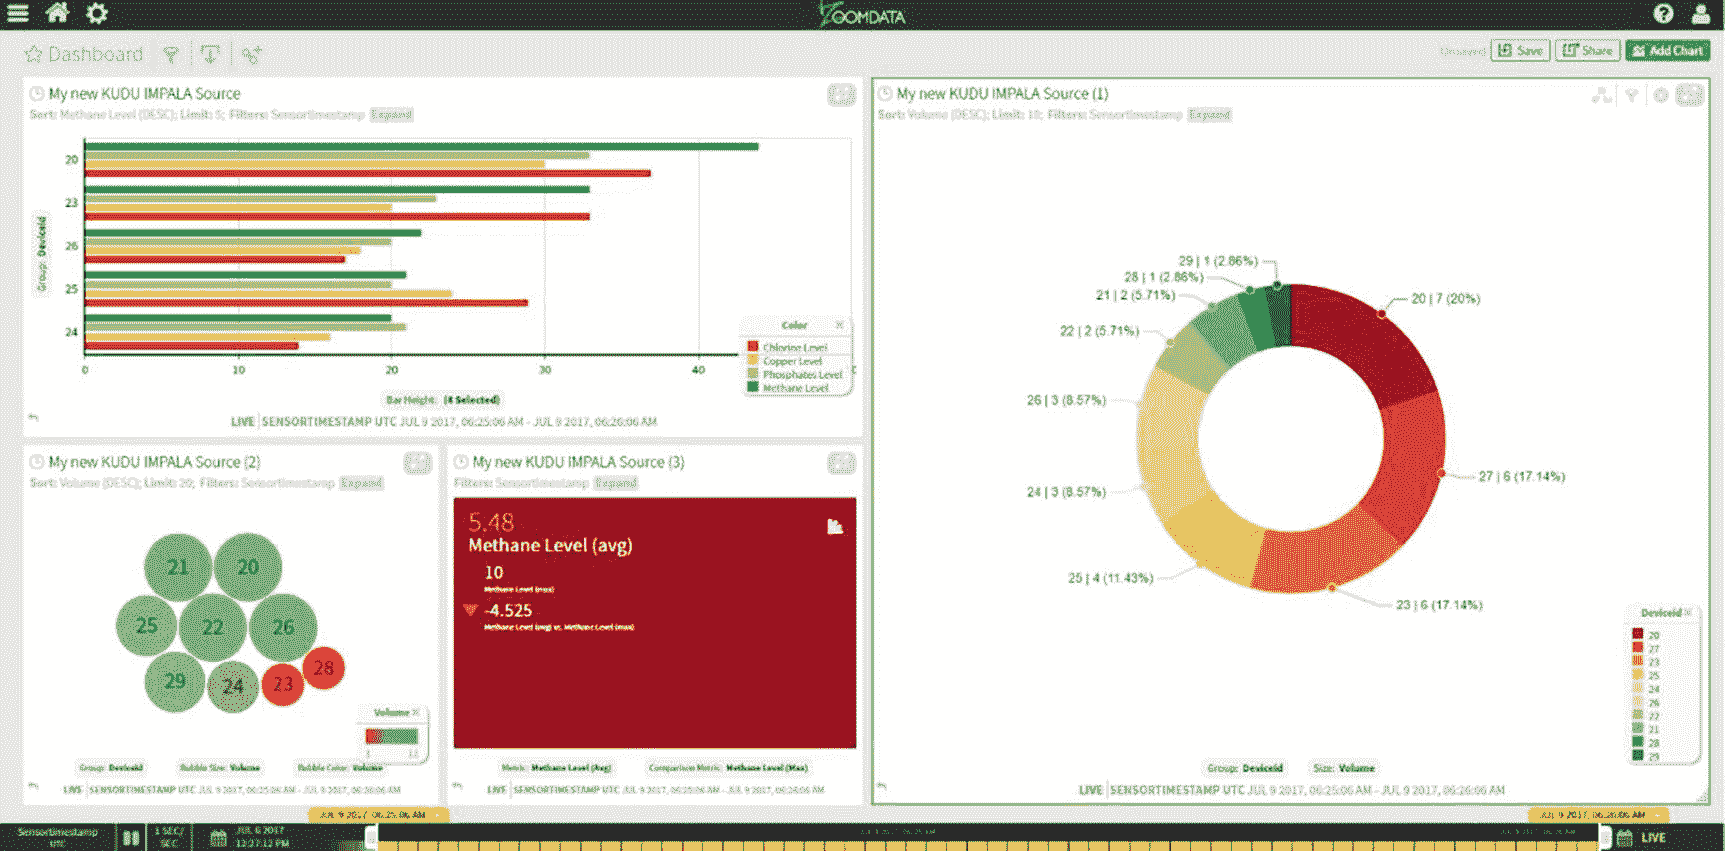 ZOOMDATA
Dashboard
Unsaved
Save
Share
Add Chart
My new KUDU IMPALA Source
Sort: Methane Level (DESC); Limit: 5; Filters: Sensortimestamp Expand
Group: Deviceid
20
23
26
25
24
0 10 20 30 40
Color
Chlorine Level
Copper Level
Phosphates Level
Methane Level
Bar Height: (4 Selected)
LIVE | SENSORTIMESTAMP UTC JUL 9 2017, 06:25:06 AM - JUL 9 2017, 06:26:06 AM
My new KUDU IMPALA Source (1)
Sort: Volume (DESC); Limit: 10; Filters: Sensortimestamp Expand
29 | 1 (2.86%)
28 | 1 (2.86%)
21 | 2 (5.71%)
22 | 2 (5.71%)
26 | 3 (8.57%)
24 | 3 (8.57%)
25 | 4 (11.43%)
20 | 7 (20%)
27 | 6 (17.14%)
23 | 6 (17.14%)
Deviceid
20
27
23
25
24
26
22
21
28
29
Group: Deviceid Size: Volume
LIVE | SENSORTIMESTAMP UTC JUL 9 2017, 06:25:06 AM - JUL 9 2017, 06:26:06 AM
My new KUDU IMPALA Source (2)
Sort: Volume (DESC); Limit: 20; Filters: Sensortimestamp Expand
21
20
25
22
26
29
24
23
28
Volume
Group: Deviceid Bubble Size: Volume Bubble Color: Volume
LIVE | SENSORTIMESTAMP UTC JUL 9 2017, 06:25:06 AM - JUL 9 2017, 06:26:06 AM
My new KUDU IMPALA Source (3)
Filters: Sensortimestamp Expand
5.48
Methane Level (avg)
10
Methane Level (max)
-4.525
Methane Level (avg) vs. Methane Level (max)
Metric: Methane Level (Avg) Comparison Metric: Methane Level (Max)
LIVE | SENSORTIMESTAMP UTC JUL 9 2017, 06:25:06 AM - JUL 9 2017, 06:26:06 AM
JUL 9 2017, 06:25:06 AM
JUL 9 2017, 06:26:06 AM
Sensortimestamp
UTC
1 SEC/
SEC
JUL 6 2017
12:27:12 PM
LIVE